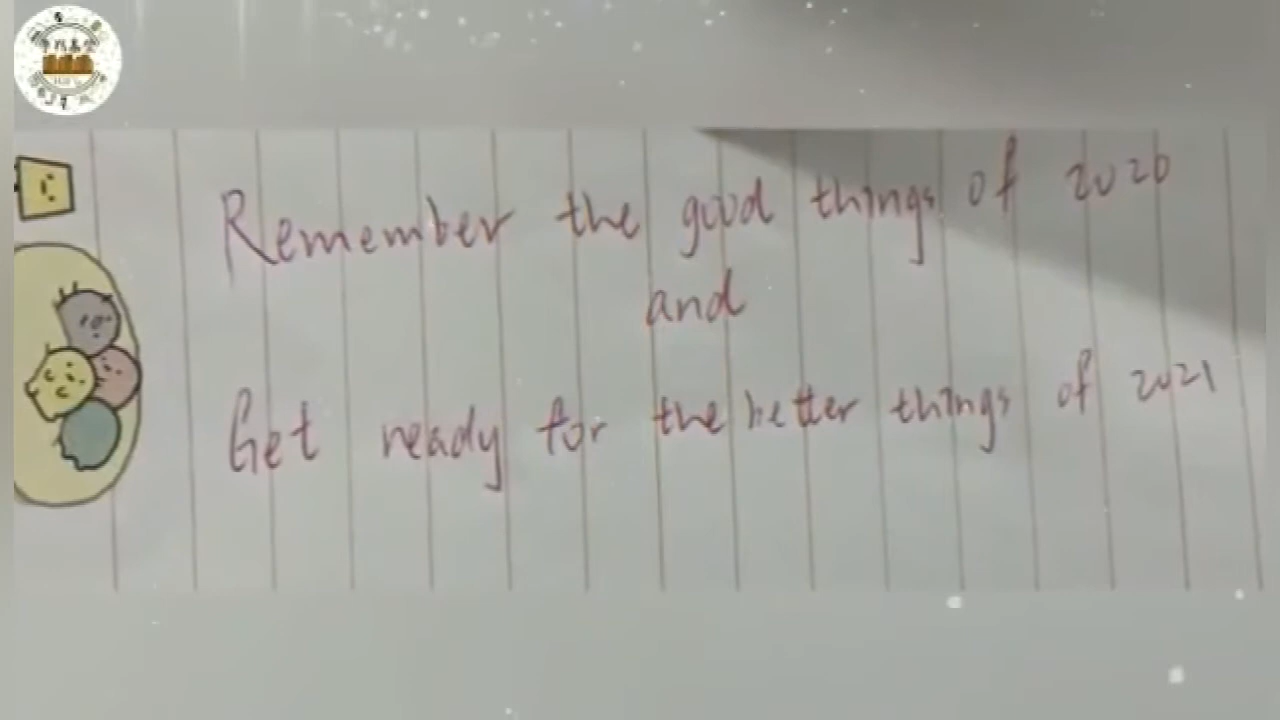 Remember the good things of 2020
and
Get ready for the better things of 2021